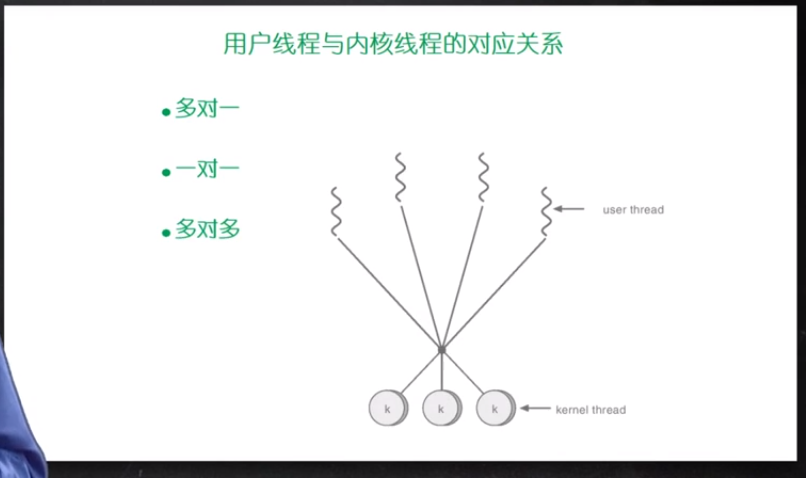 用户线程与内核线程的对应关系
•多对一
•一对一
•多对多
user thread
k
k
k
kernel thread